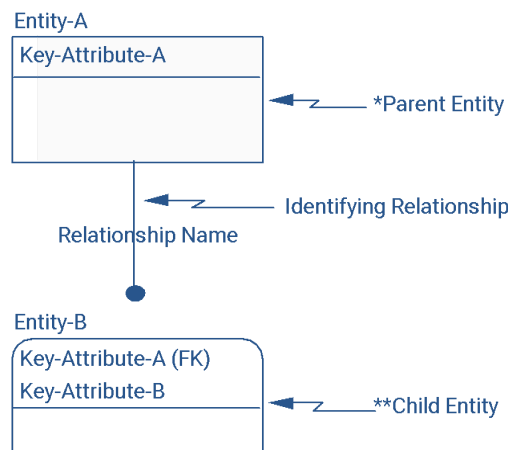 Entity-A
Key-Attribute-A
*Parent Entity
Identifying Relationship
Relationship Name
Entity-B
Key-Attribute-A (FK)
Key-Attribute-B
**Child Entity